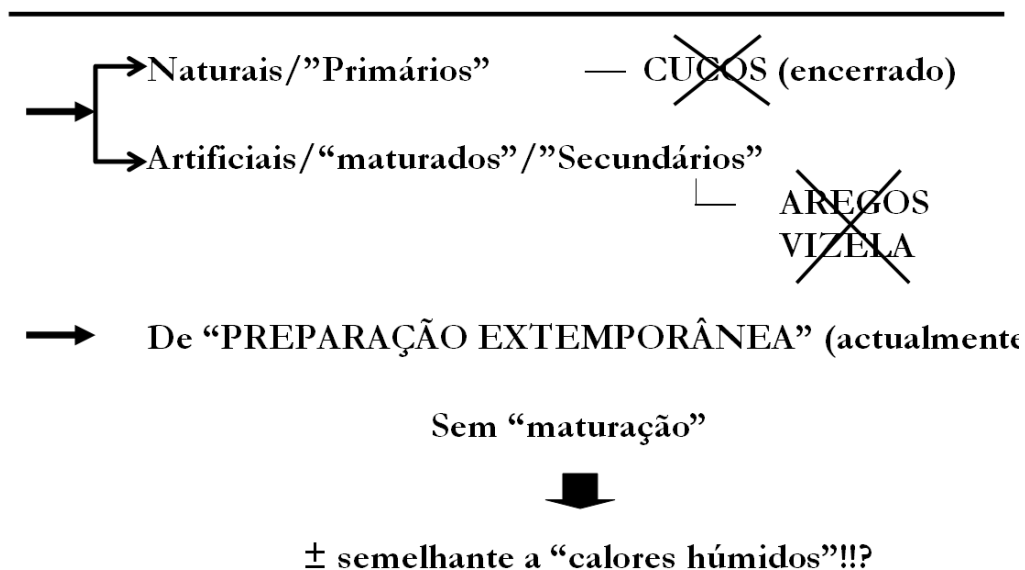 Naturais/”Primários” — CUCOS (encerrado)
Artificiais/“maturados”/”Secundários”
AREGOS
VIZELA
De “PREPARAÇÃO EXTEMPORÂNEA” (actualmente
Sem “maturação”
± semelhante a “calores húmidos”!!?